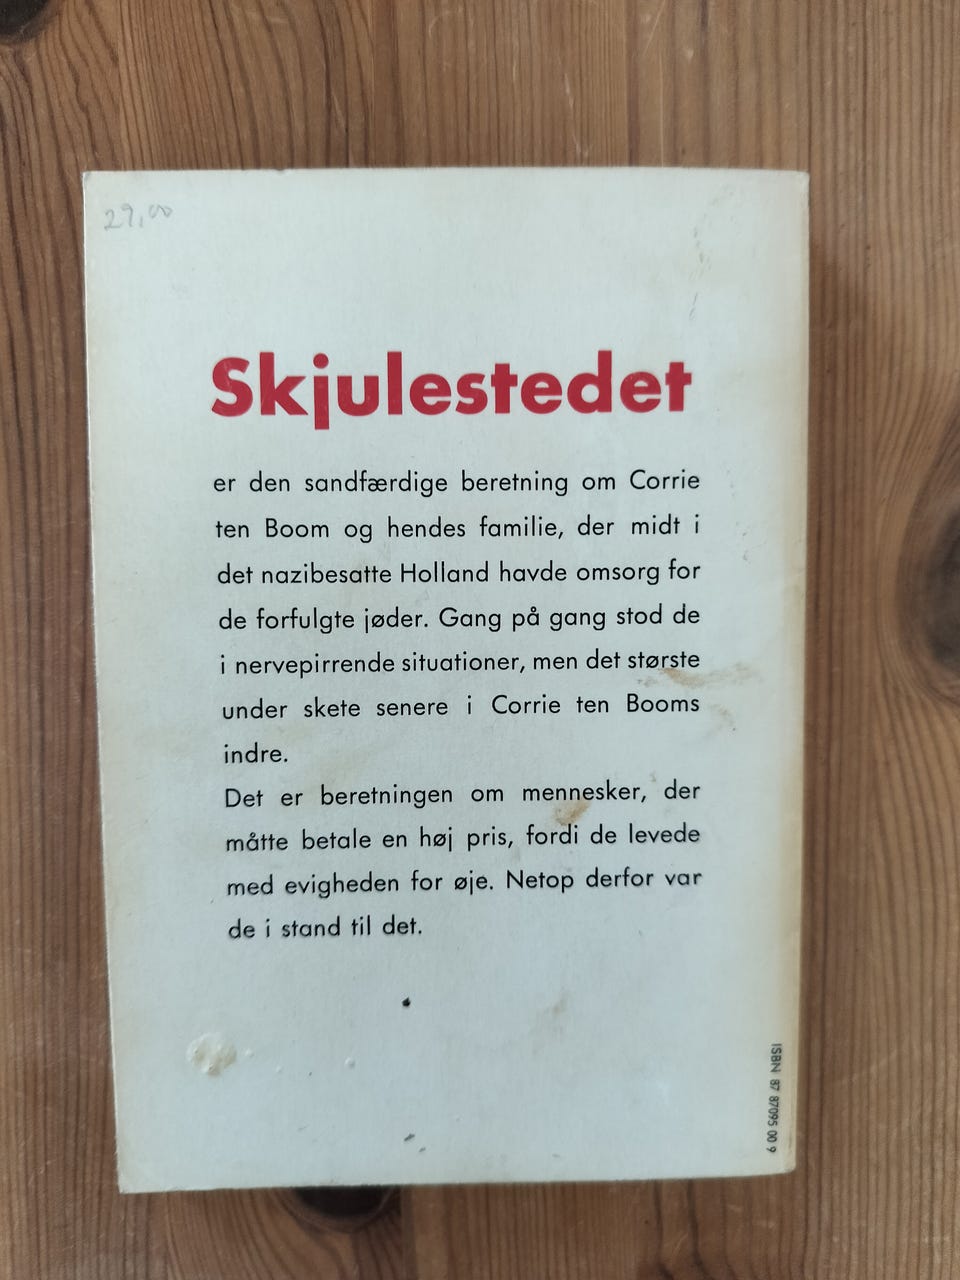 29,00
Skjulestedet
er den sandfærdige beretning om Corrie
ten Boom og hendes familie, der midt i
det nazibesatte Holland havde omsorg for
de forfulgte jøder. Gang på gang stod de
i nervepirrende situationer, men det største
under skete senere i Corrie ten Booms
indre.
Det er beretningen om mennesker, der
måtte betale en høj pris, fordi de levede
med evigheden for øje. Netop derfor var
de i stand til det.
ISBN 87 87095 00 9